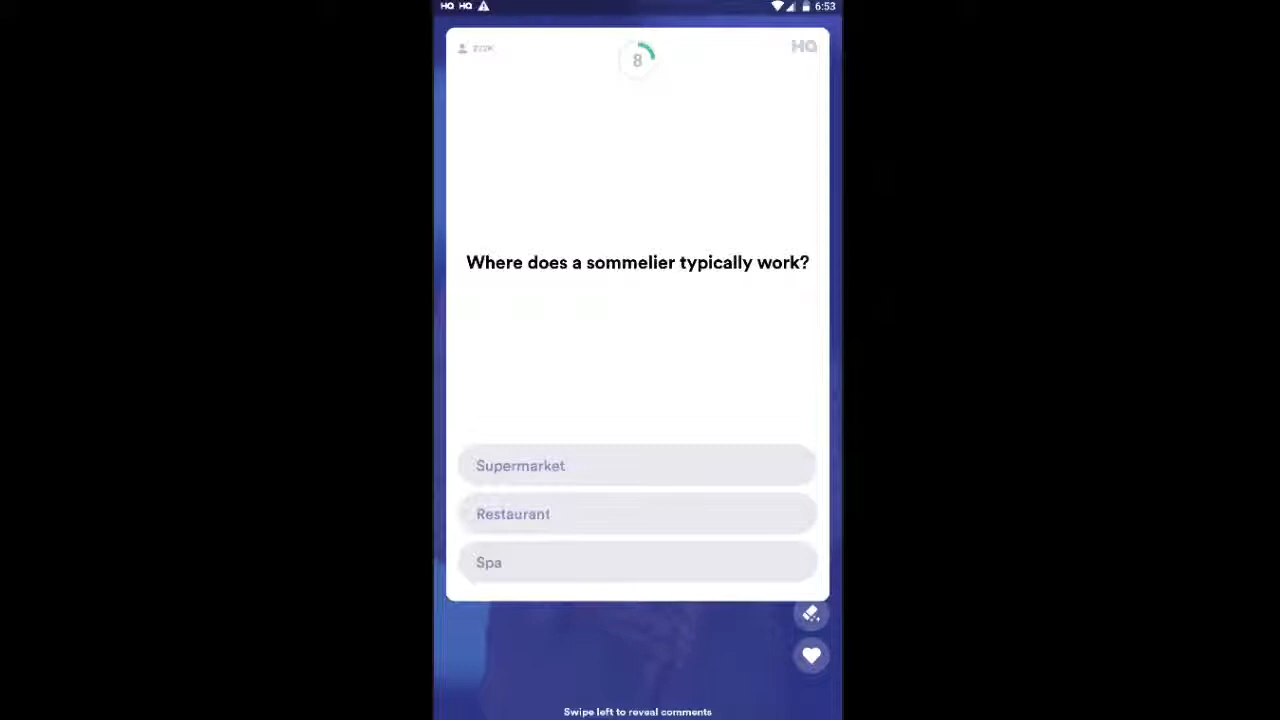 HQ HQ 6:53
272K
8
HQ
Where does a sommelier typically work?
Supermarket
Restaurant
Spa
Swipe left to reveal comments